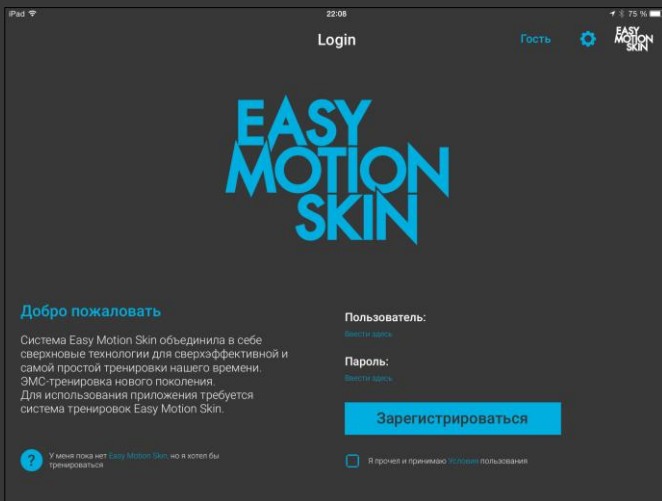 iPad 22:08 75 %
Login Гость EASY MOTION SKIN
EASY
MOTION
SKIN
Добро пожаловать
Система Easy Motion Skin объединила в себе
сверхновые технологии для сверхэффективной и
самой простой тренировки нашего времени.
ЭМС-тренировка нового поколения.
Для использования приложения требуется
система тренировок Easy Motion Skin.
? У меня пока нет Easy Motion Skin, но я хотел бы
тренироваться
Пользователь:
Ввести здесь
Пароль:
Ввести здесь
Зарегистрироваться
Я прочел и принимаю Условия пользования